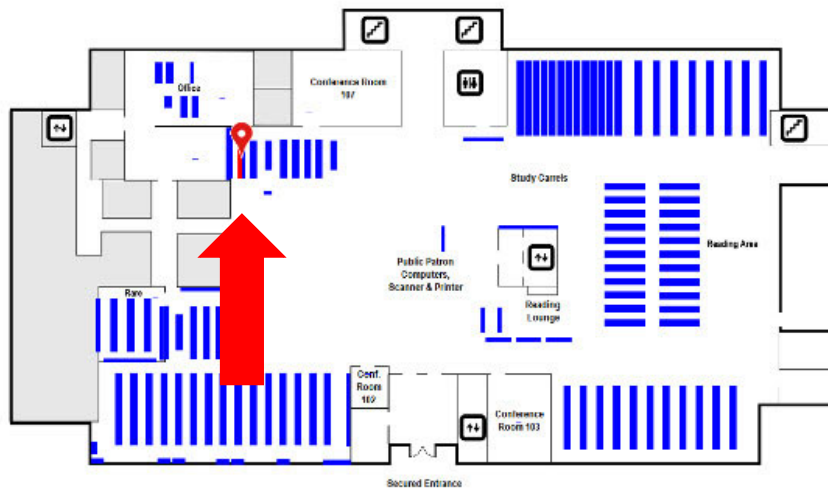 Conference Room
107
Office
Study Carrels
Reading Area
Public Patron
Computers,
Scanner & Printer
Reading
Lounge
Rare
Conf.
Room
102
Conference
Room 103
Secured Entrance